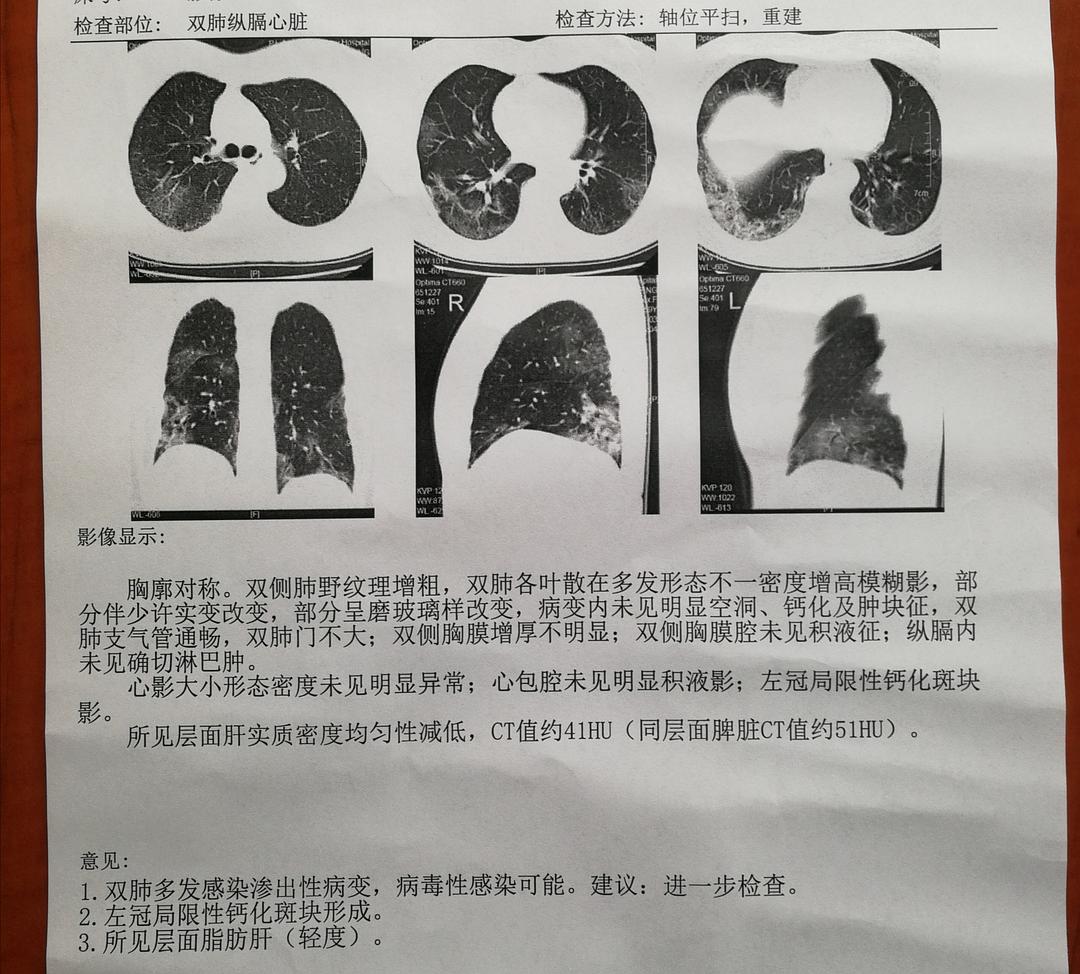 检查部位: 双肺纵膈心脏
检查方法: 轴位平扫，重建
Hospital
[P]
WW:1014
WL:-601
[P]
WL:-605
7cm
WL:-606
[F]
Optima CT660
651227
Se:401
Im:15
R
KVP:12
WW:87
WL:-62
Optima CT660
651227
Se:401
Im:79
L
KVP:120
WW:1022
WL:-613
影像显示:
胸廓对称。双侧肺野纹理增粗，双肺各叶散在多发形态不一密度增高模糊影，部
分伴少许实变改变，部分呈磨玻璃样改变，病变内未见明显空洞、钙化及肿块征，双
肺支气管通畅，双肺门不大；双侧胸膜增厚不明显；双侧胸膜腔未见积液征；纵膈内
未见确切淋巴肿。
心影大小形态密度未见明显异常；心包腔未见明显积液影；左冠局限性钙化斑块
影。
所见层面肝实质密度均匀性减低，CT值约41HU（同层面脾脏CT值约51HU）。
意见:
1.双肺多发感染渗出性病变，病毒性感染可能。建议：进一步检查。
2.左冠局限性钙化斑块形成。
3.所见层面脂肪肝（轻度）。